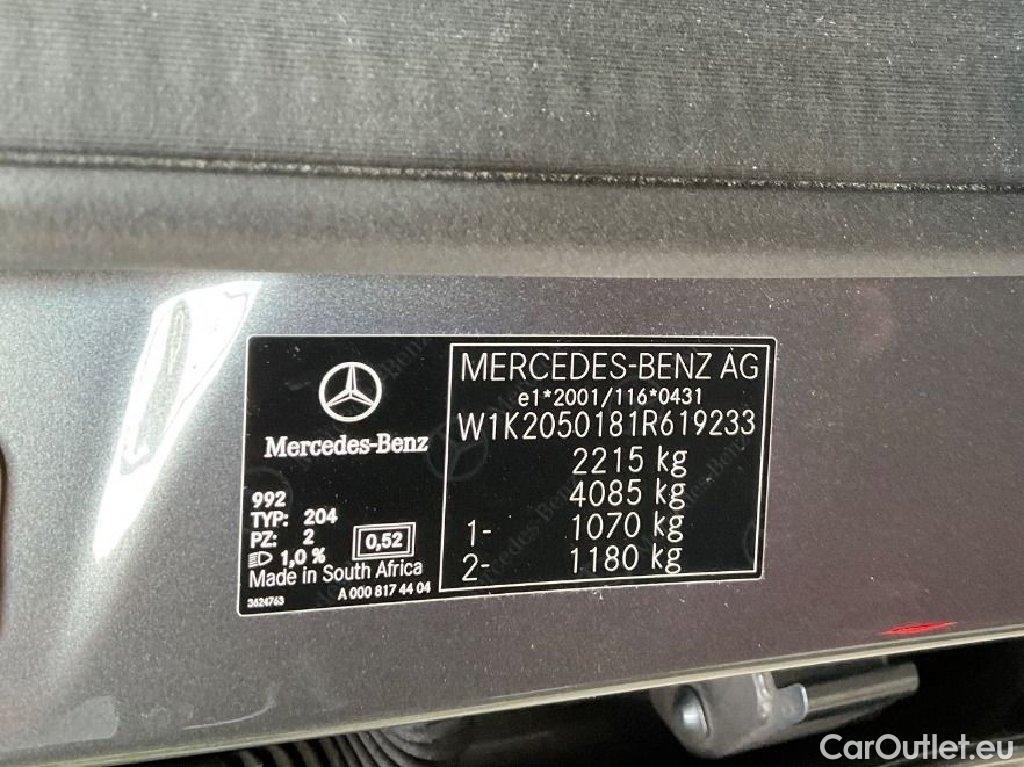 Mercedes-Benz
992
TYP: 204
PZ: 2
1,0 %
0,52
Made in South Africa
A 000 817 44 04
3624763
MERCEDES-BENZ AG
e1*2001/116*0431
W1K2050181R619233
2215 kg
4085 kg
1- 1070 kg
2- 1180 kg
CarOutlet.eu